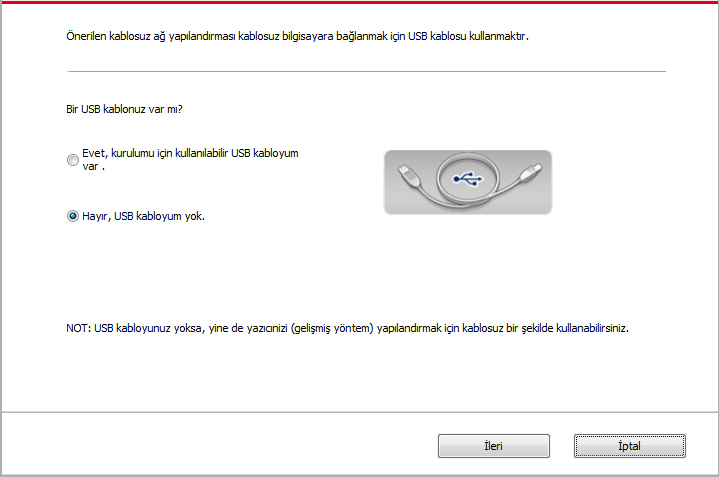 Önerilen kablosuz ağ yapılandırması kablosuz bilgisayara bağlanmak için USB kablosu kullanmaktır.
Bir USB kablonuz var mı?
Evet, kurulumu için kullanılabilir USB kabloyum
var .
Hayır, USB kabloyum yok.
NOT: USB kabloyunuz yoksa, yine de yazıcinizi (gelişmiş yöntem) yapılandırmak için kablosuz bir şekilde kullanabilirsiniz.
İleri
İptal